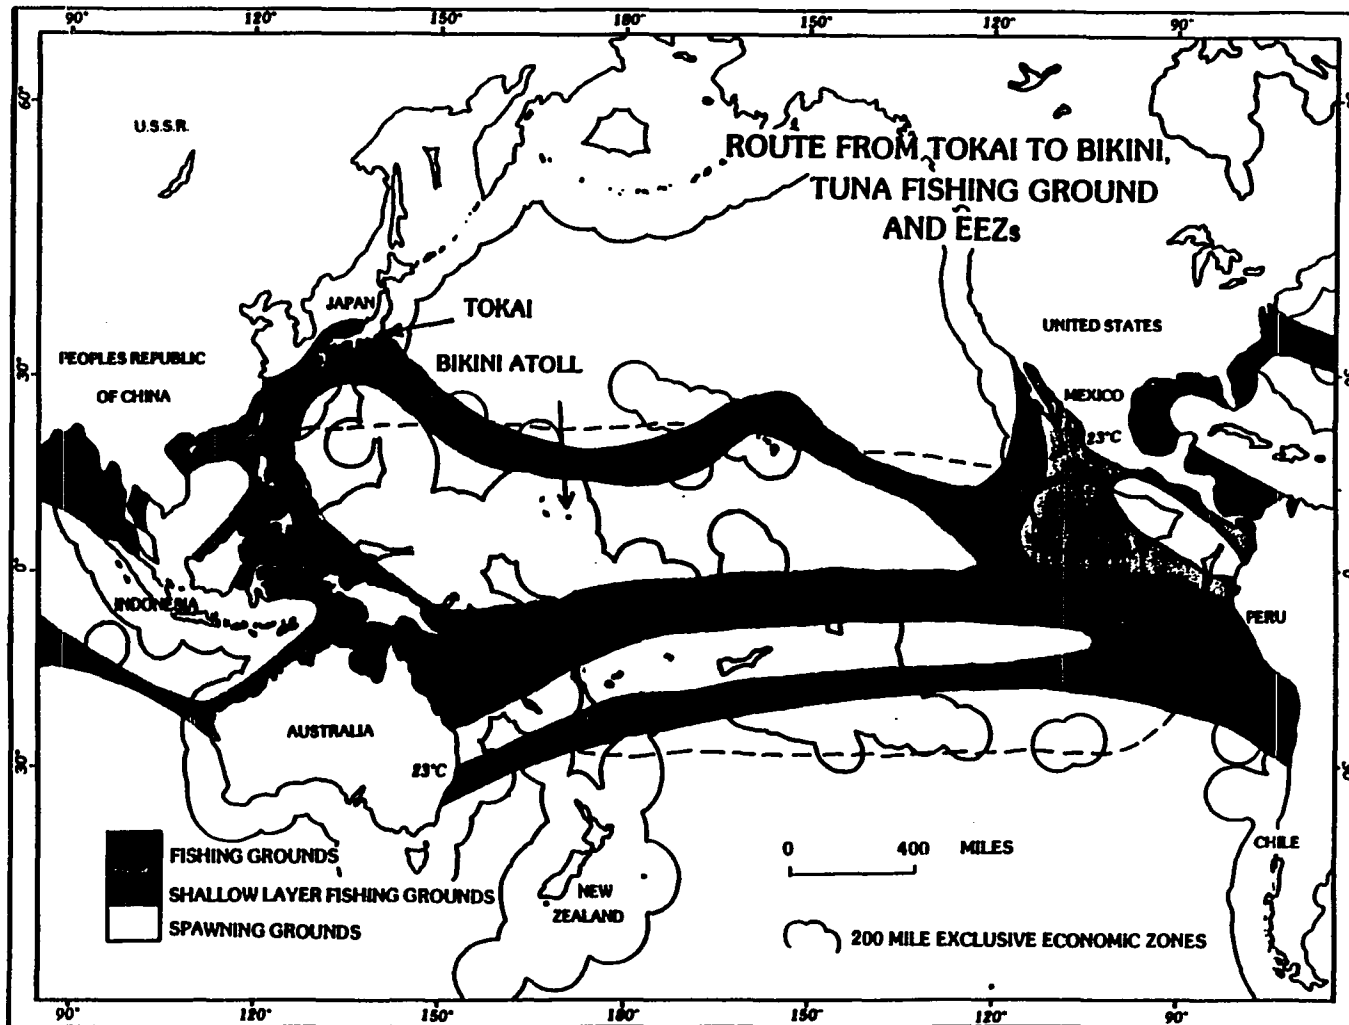 90° 120° 150° 180° 150° 120° 90°
60°
U.S.S.R.
ROUTE FROM TOKAI TO BIKINI,
TUNA FISHING GROUND
AND EEZs
JAPAN
TOKAI
UNITED STATES
PEOPLES REPUBLIC
OF CHINA
BIKINI ATOLL
30°
MEXICO
23°C
0°
0
INDONESIA
PERU
AUSTRALIA
23°C
30°
30°
FISHING GROUNDS
SHALLOW LAYER FISHING GROUNDS
SPAWNING GROUNDS
0 400 MILES
CHILE
NEW
ZEALAND
200 MILE EXCLUSIVE ECONOMIC ZONES
90° 120° 150° 180° 150° 120° 90°